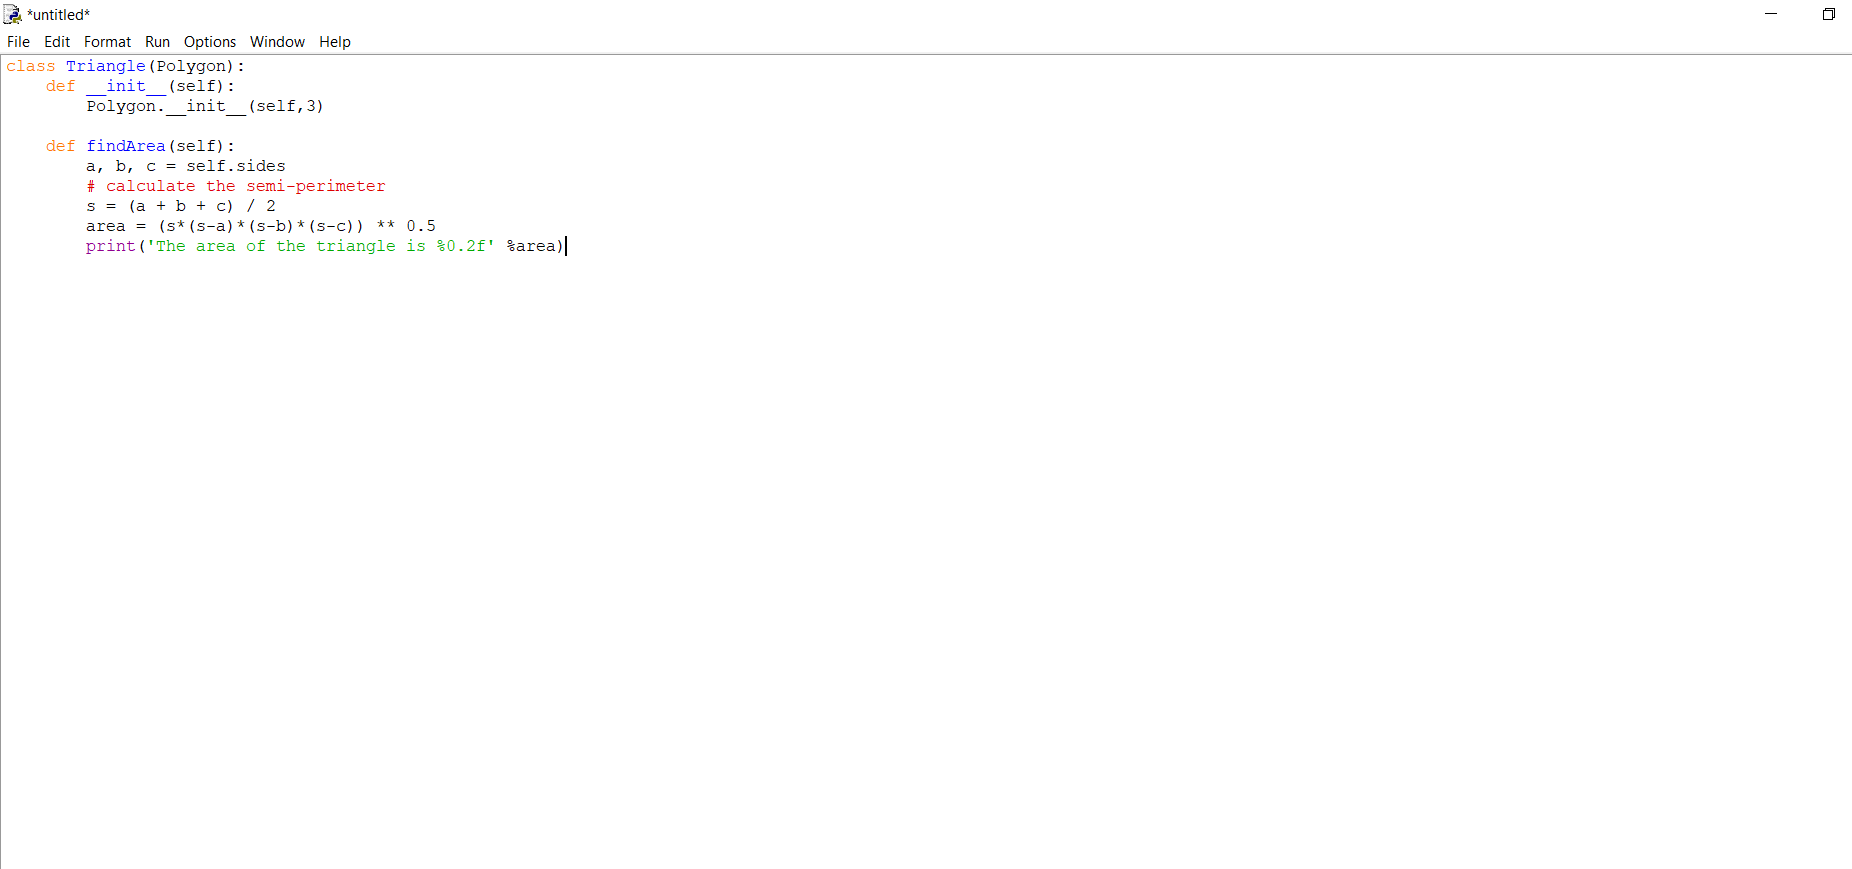 *untitled*
File Edit Format Run Options Window Help
class Triangle(Polygon):
    def __init__(self):
        Polygon.__init__(self,3)

    def findArea(self):
        a, b, c = self.sides
        # calculate the semi-perimeter
        s = (a + b + c) / 2
        area = (s*(s-a)*(s-b)*(s-c)) ** 0.5
        print('The area of the triangle is %0.2f' %area)